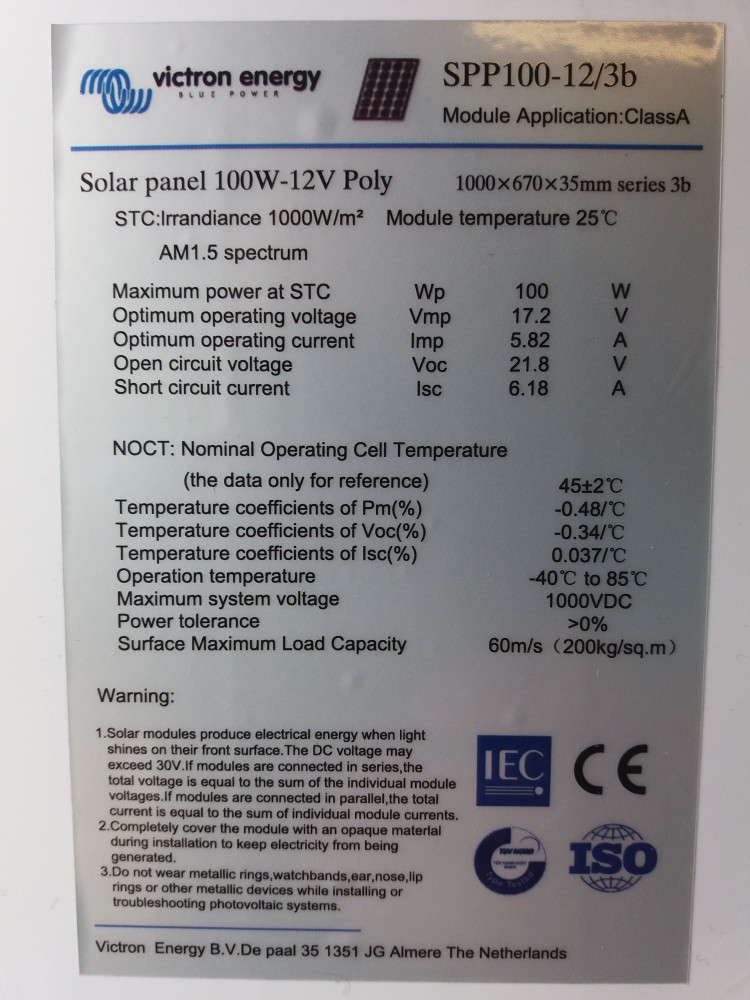 victron energy
BLUE POWER
SPP100-12/3b
Module Application:ClassA
Solar panel 100W-12V Poly 1000×670×35mm series 3b
STC:Irrandiance 1000W/m² Module temperature 25℃
AM1.5 spectrum
Maximum power at STC Wp 100 W
Optimum operating voltage Vmp 17.2 V
Optimum operating current Imp 5.82 A
Open circuit voltage Voc 21.8 V
Short circuit current Isc 6.18 A
NOCT: Nominal Operating Cell Temperature
(the data only for reference) 45±2℃
Temperature coefficients of Pm(%) -0.48/℃
Temperature coefficients of Voc(%) -0.34/℃
Temperature coefficients of Isc(%) 0.037/℃
Operation temperature -40℃ to 85℃
Maximum system voltage 1000VDC
Power tolerance >0%
Surface Maximum Load Capacity 60m/s (200kg/sq.m)
Warning:
1.Solar modules produce electrical energy when light
shines on their front surface.The DC voltage may
exceed 30V.If modules are connected in series,the
total voltage is equal to the sum of the individual module
voltages.If modules are connected in parallel,the total
current is equal to the sum of individual module currents.
2.Completely cover the module with an opaque material
during installation to keep electricity from being
generated.
3.Do not wear metallic rings,watchbands,ear,nose,lip
rings or other metallic devices while installing or
troubleshooting photovoltaic systems.
IEC
CE
TUV NORD
Type Tested
ISO
Victron Energy B.V.De paal 35 1351 JG Almere The Netherlands